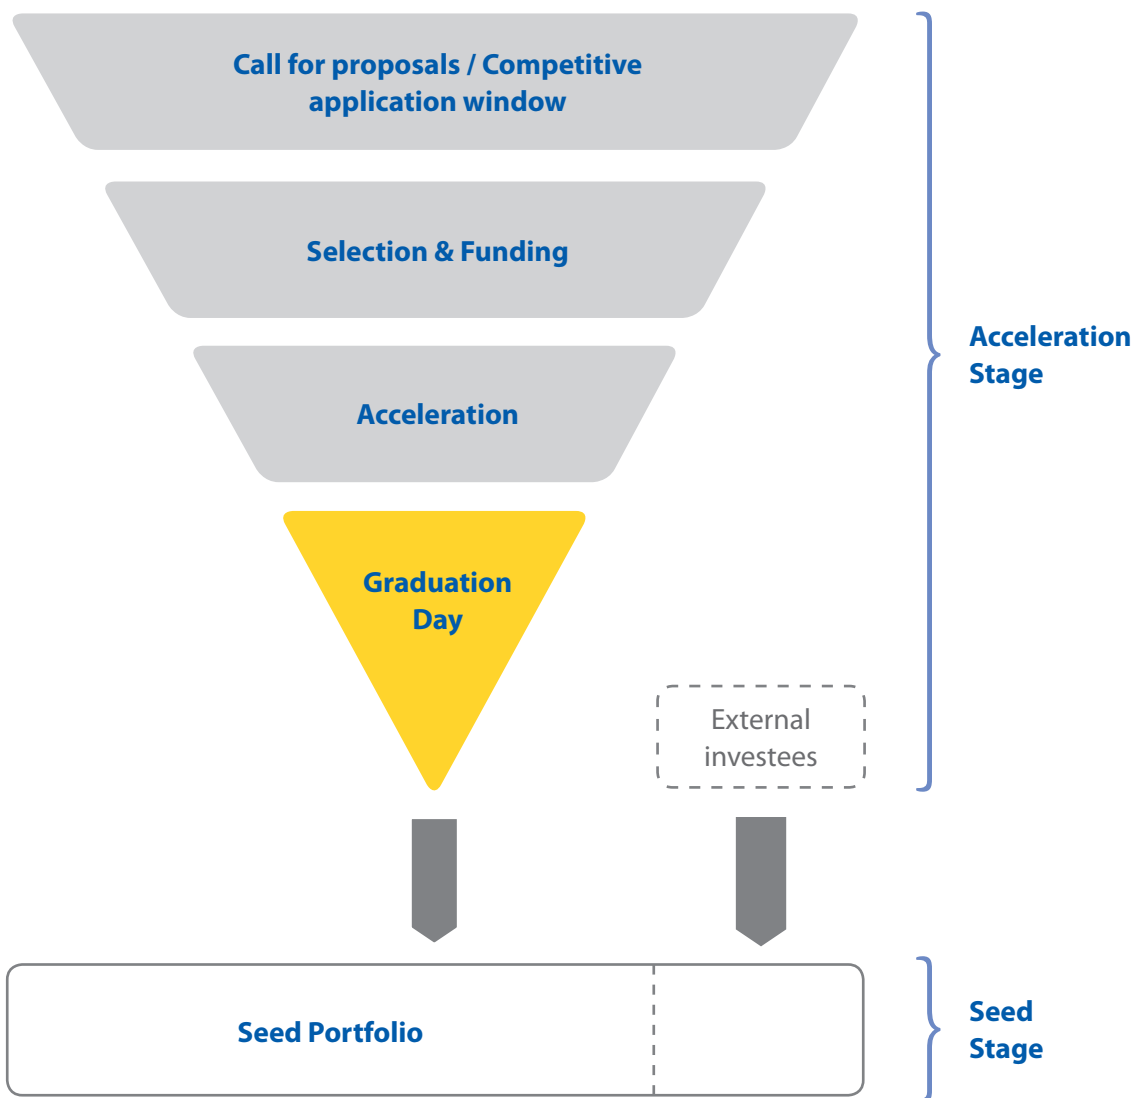 Call for proposals / Competitive
application window
Selection & Funding
Acceleration
Acceleration
Stage
Graduation
Day
External
investees
Seed Portfolio
Seed
Stage